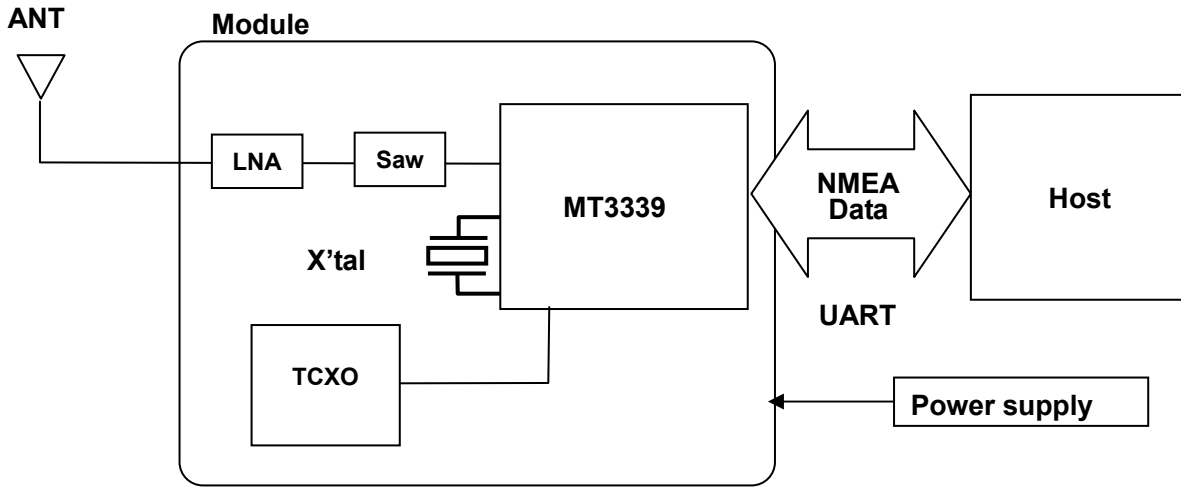 ANT
Module
LNA
Saw
MT3339
NMEA
Data
Host
X'tal
UART
TCXO
Power supply